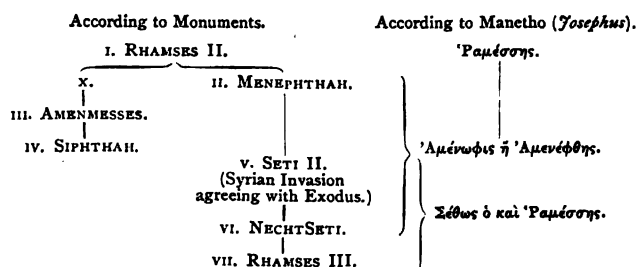 According to Monuments. According to Manetho (Josephus).
I. RHAMSES II. Ῥαμέσσης.
X. II. MENEPHTHAH.
III. AMENMESSES.
IV. SIPHTHAH. Ἀμένωφις ἢ Ἀμενέφθης.
V. SETI II.
(Syrian Invasion
agreeing with Exodus.) Σέθως ὁ καὶ Ῥαμέσσης.
VI. NECHTSETI.
VII. RHAMSES III.